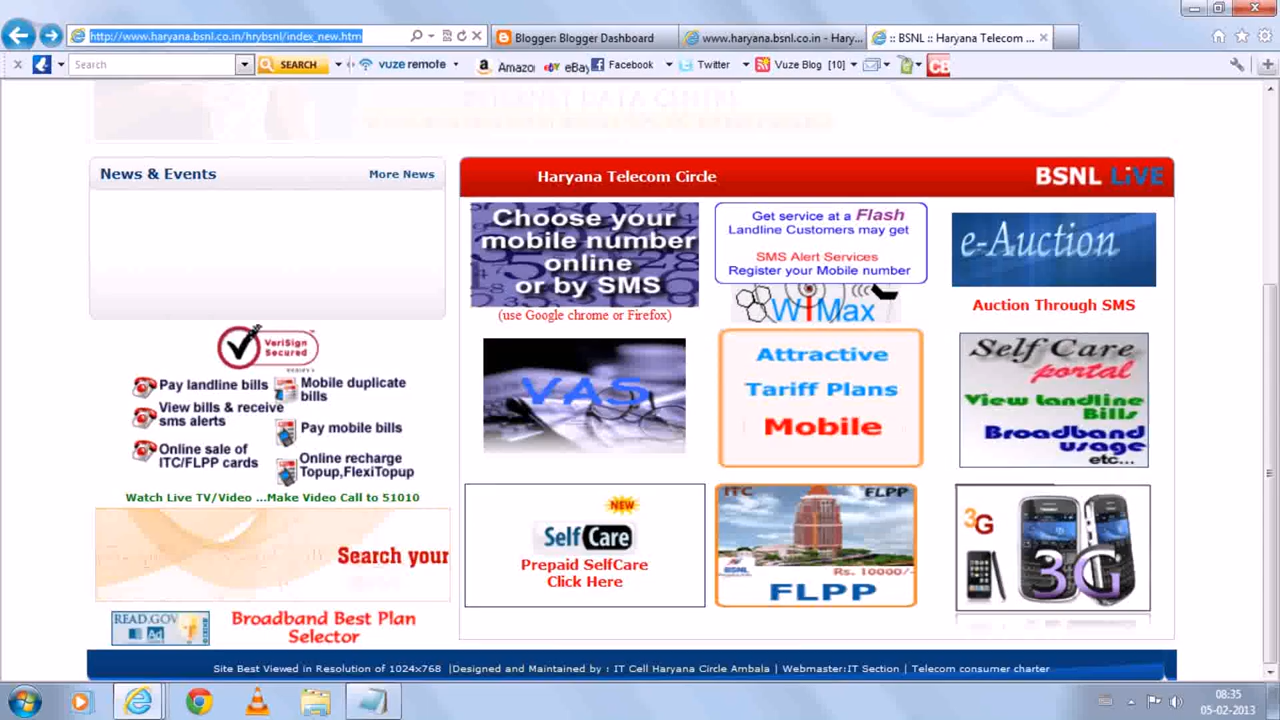 http://www.haryana.bsnl.co.in/hrybsnl/index_new.htm
Blogger: Blogger Dashboard
www.haryana.bsnl.co.in - Hary...
:: BSNL :: Haryana Telecom ...
Search
SEARCH
vuze remote
Amazo
eBay
Facebook
Twitter
Vuze Blog [10]
CB
News & Events
More News
Haryana Telecom Circle
BSNL LiVE
Choose your
mobile number
online
or by SMS
(use Google chrome or Firefox)
Get service at a Flash
Landline Customers may get
SMS Alert Services
Register your Mobile number
WiMax
e-Auction
Auction Through SMS
VeriSign
Secured
Pay landline bills
Mobile duplicate
bills
View bills & receive
sms alerts
Pay mobile bills
Online sale of
ITC/FLPP cards
Online recharge
Topup,FlexiTopup
Watch Live TV/Video ...Make Video Call to 51010
VAS
Attractive
Tariff Plans
Mobile
Self Care
portal
View landline
Bills
Broadband
usage
etc...
Search your
NEW
SelfCare
Prepaid SelfCare
Click Here
ITC
FLPP
BSNL
Rs. 10000/-
FLPP
3G
3G
READ.GOV
Ad
Broadband Best Plan
Selector
Site Best Viewed in Resolution of 1024x768 |Designed and Maintained by : IT Cell Haryana Circle Ambala | Webmaster:IT Section | Telecom consumer charter
08:35
05-02-2013